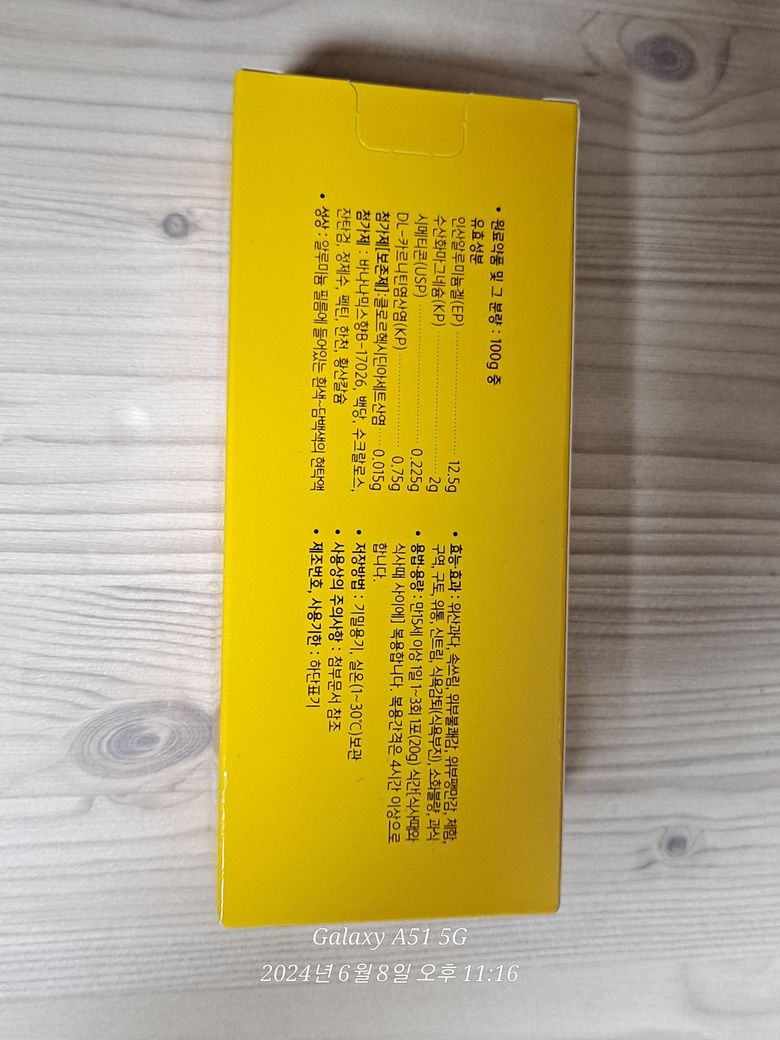 • 원료약품 및 그 분량 : 100g 중
유효성분
인산알루미늄겔(EP) 12.5g
수산화마그네슘(KP) 2g
시메티콘(USP) 0.225g
DL-카르니틴염산염(KP) 0.75g
첨가제[보존제]:클로르헥시딘아세트산염 0.015g
첨가제 : 바나나믹스향B-17026, 백당, 수크랄로스,
잔탄검, 정제수, 펙틴, 한천, 황산칼슘
• 성상 : 알루미늄 필름에 들어있는 흰색~담백색의 현탁액
• 효능·효과 : 위산과다, 속쓰림, 위부불쾌감, 위부팽만감, 체함,
구역, 구토, 위통, 신트림, 식욕감퇴(식욕부진), 소화불량, 과식
• 용법·용량 : 만15세 이상 1일 1~3회 1포(20g) 식간[식사때와
식사때 사이에] 복용합니다. 복용간격은 4시간 이상으로
합니다.
• 저장방법 : 기밀용기, 실온(1~30℃)보관
• 사용상의 주의사항 : 첨부문서 참조
• 제조번호, 사용기한 : 하단표기
Galaxy A51 5G
2024년 6월 8일 오후 11:16